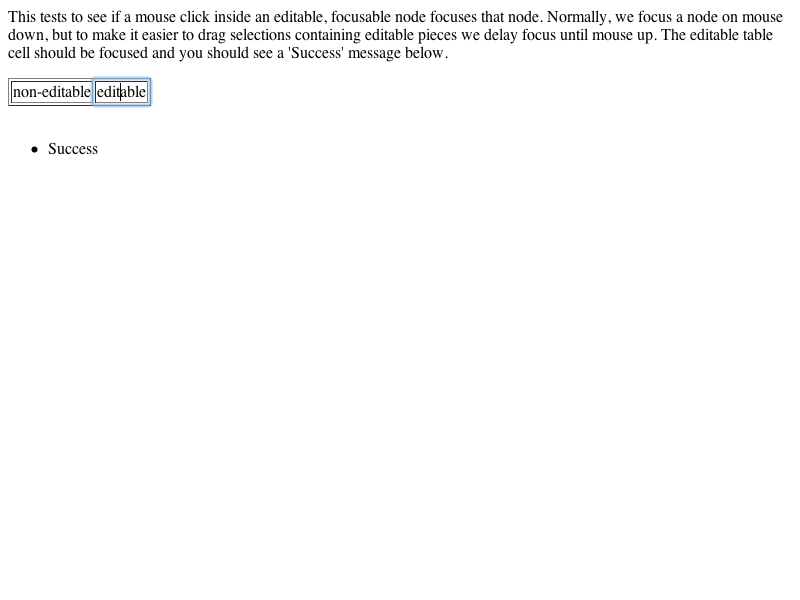 This tests to see if a mouse click inside an editable, focusable node focuses that node. Normally, we focus a node on mouse
down, but to make it easier to drag selections containing editable pieces we delay focus until mouse up. The editable table
cell should be focused and you should see a 'Success' message below.
non-editable editable
• Success